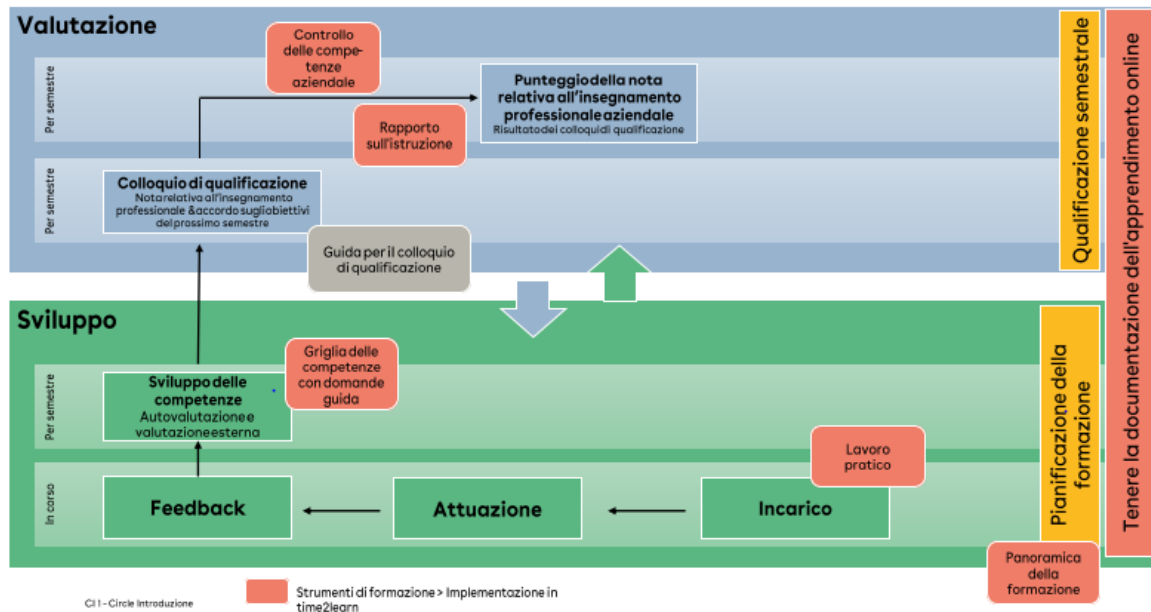 Valutazione
Per semestre
Controllo
delle compe-
tenze
aziendale
Punteggio della nota
relativa all'insegnamento
professionale aziendale
Risultato dei colloqui di qualificazione
Rapporto
sull'istruzione
Per semestre
Colloquio di qualificazione
Nota relativa all'insegnamento
professionale & accordo sugli obiettivi
del prossimo semestre
Guida per il colloquio
di qualificazione
Qualificazione semestrale
Tenere la documentazione dell'apprendimento online
Sviluppo
Per semestre
Sviluppo delle
competenze
Autovalutazione e
valutazione esterna
Griglia delle
competenze
con domande
guida
In corso
Feedback
Attuazione
Incarico
Lavoro
pratico
Pianificazione della
formazione
Panoramica
della
formazione
CI 1 - Circle Introduzione
Strumenti di formazione > Implementazione in
time2learn